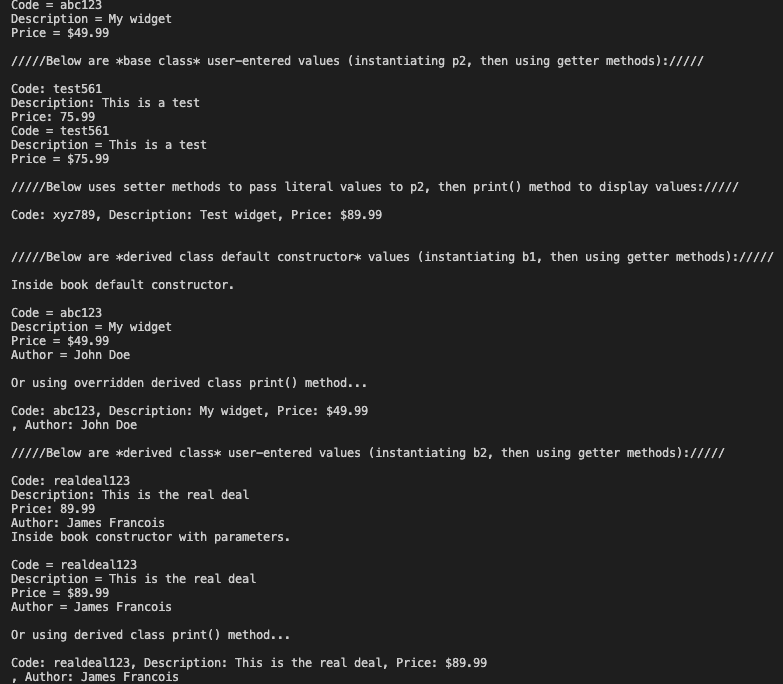 Code = abc123
Description = My widget
Price = $49.99
/////Below are *base class* user-entered values (instantiating p2, then using getter methods)://///
Code: test561
Description: This is a test
Price: 75.99
Code = test561
Description = This is a test
Price = $75.99
/////Below uses setter methods to pass literal values to p2, then print() method to display values://///
Code: xyz789, Description: Test widget, Price: $89.99
/////Below are *derived class default constructor* values (instantiating b1, then using getter methods)://///
Inside book default constructor.
Code = abc123
Description = My widget
Price = $49.99
Author = John Doe
Or using overridden derived class print() method...
Code: abc123, Description: My widget, Price: $49.99
, Author: John Doe
/////Below are *derived class* user-entered values (instantiating b2, then using getter methods)://///
Code: realdeal123
Description: This is the real deal
Price: 89.99
Author: James Francois
Inside book constructor with parameters.
Code = realdeal123
Description = This is the real deal
Price = $89.99
Author = James Francois
Or using derived class print() method...
Code: realdeal123, Description: This is the real deal, Price: $89.99
, Author: James Francois